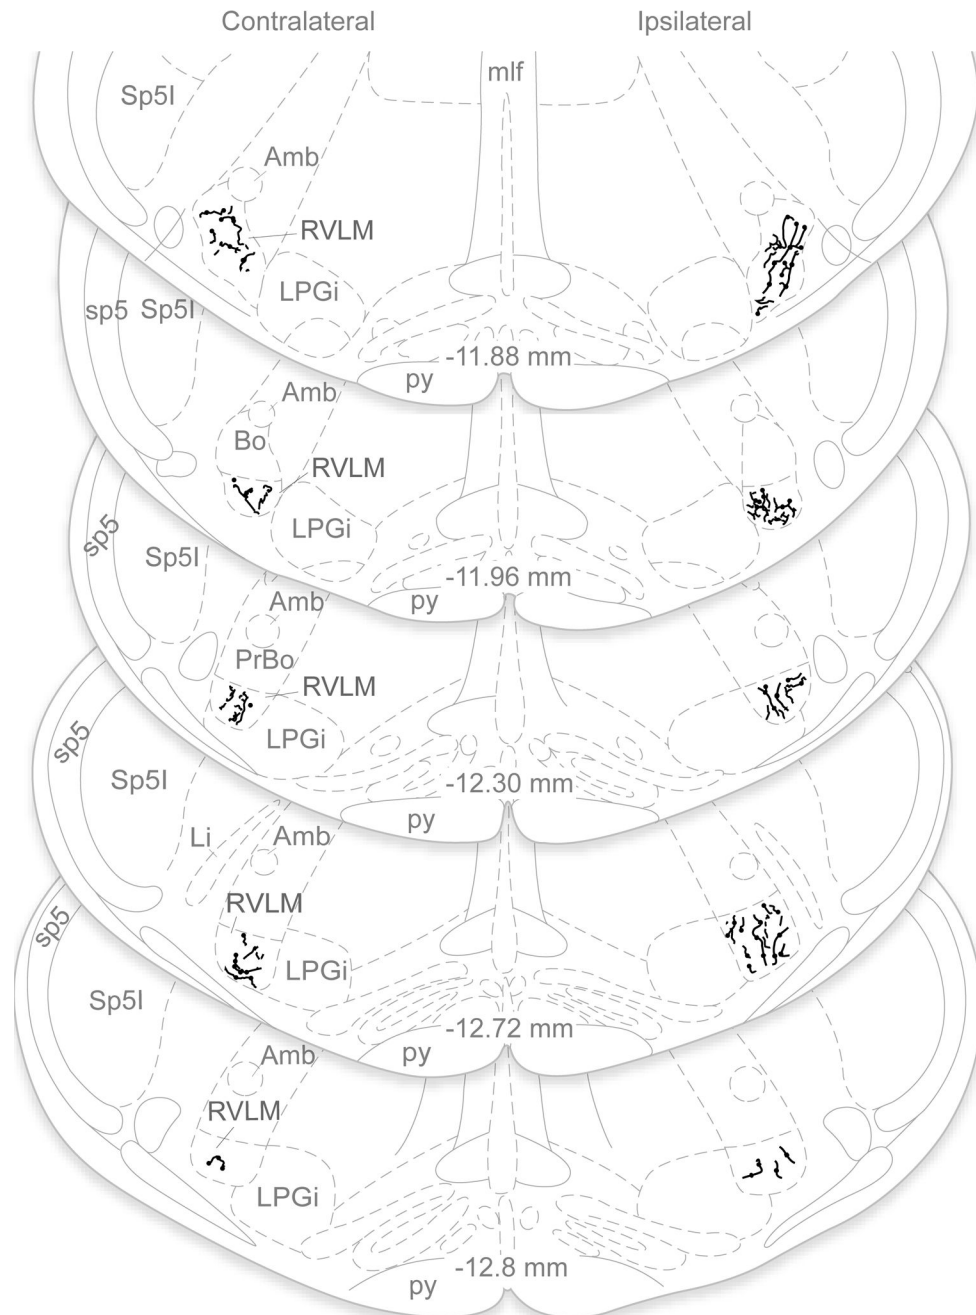 Contralateral Ipsilateral
mlf
Sp5I
Amb
RVLM
LPGi
sp5 Sp5I
-11.88 mm
py
Amb
Bo
RVLM
LPGi
sp5
Sp5I
-11.96 mm
py
Amb
PrBo
RVLM
LPGi
sp5
Sp5I
-12.30 mm
py
Li
Amb
RVLM
sp5
LPGi
Sp5I
-12.72 mm
py
Amb
RVLM
LPGi
-12.8 mm
py